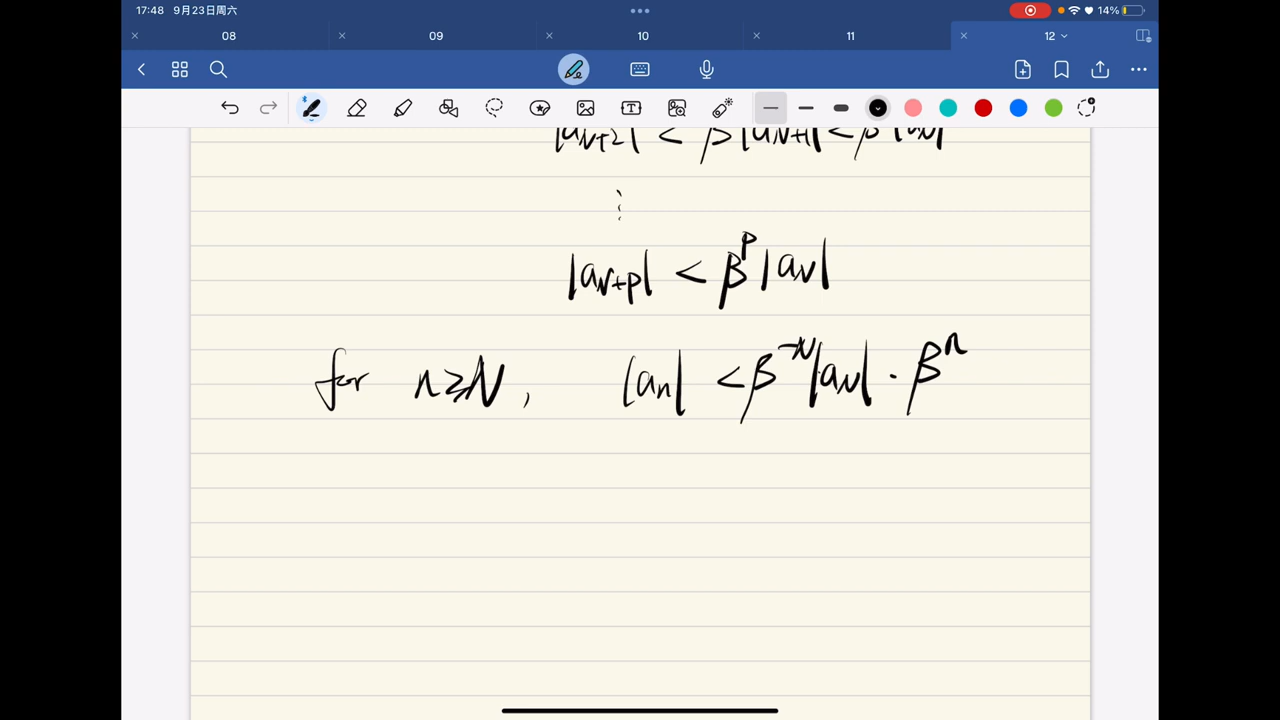 17:48 9月23日周六 14%
08 09 10 11 12
|a_{N+2}| < β|a_{N+1}| < β² |a_N|
⋮
|a_{N+p}| < β^p |a_N|
for n ≥ N, |a_n| < β^{-N} |a_N| · β^n